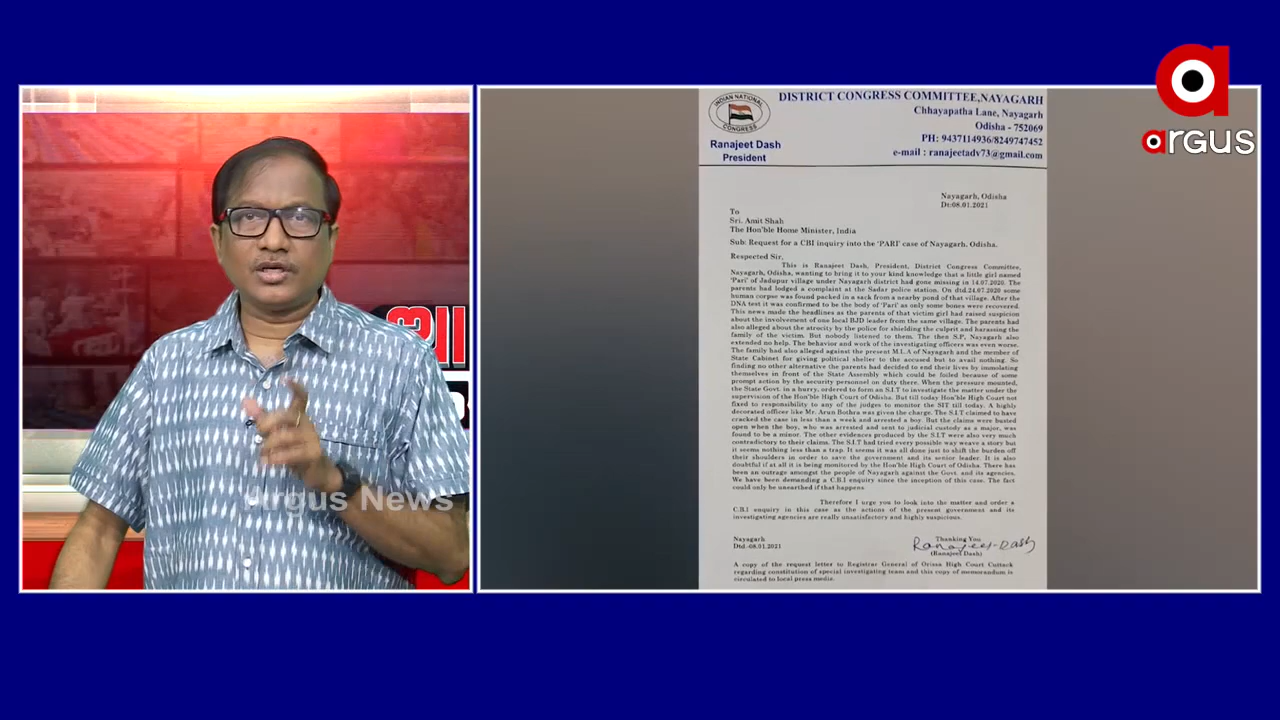 argus
ଆ
argus News
INDIAN NATIONAL
CONGRESS
Ranajeet Dash
President
DISTRICT CONGRESS COMMITTEE,NAYAGARH
Chhayapatha Lane, Nayagarh
Odisha - 752069
PH: 9437114936/8249747452
e-mail : ranajeetadv73@gmail.com
Nayagarh, Odisha
Dt:08.01.2021
To
Sri. Amit Shah
The Hon'ble Home Minister, India
Sub: Request for a CBI inquiry into the 'PARI' case of Nayagarh, Odisha.
Respected Sir,
This is Ranajeet Dash, President, District Congress Committee,
Nayagarh, Odisha, wanting to bring it to your kind knowledge that a little girl named
'Pari' of Jadupur village under Nayagarh district had gone missing in 14.07.2020. The
parents had lodged a complaint at the Sadar police station. On dtd.24.07.2020 some
human corpse was found packed in a sack from a nearby pond of that village. After the
DNA test it was confirmed to be the body of 'Pari' as only some bones were recovered.
This news made the headlines as the parents of that victim girl had raised suspicion
about the involvement of one local BJD leader from the same village. The parents had
also alleged about the atrocity by the police for shielding the culprit and harassing the
family of the victim. But nobody listened to them. The then S.P, Nayagarh also
extended no help. The behavior and work of the investigating officers was even worse.
The family had also alleged against the present M.L.A of Nayagarh and the member of
State Cabinet for giving political shelter to the accused but to avail nothing. So
finding no other alternative the parents had decided to end their lives by immolating
themselves in front of the State Assembly which could be foiled because of some
prompt action by the security personnel on duty there. When the pressure mounted,
the State Govt. in a hurry, ordered to form an S.I.T to investigate the matter under the
supervision of the Hon'ble High Court of Odisha. But till today Hon'ble High Court not
fixed to responsibility to any of the judges to monitor the SIT till today. A highly
decorated officer like Mr. Arun Bothra was given the charge. The S.I.T claimed to have
cracked the case in less than a week and arrested a boy. But the claims were busted
open when the boy, who was arrested and sent to judicial custody as a major, was
found to be a minor. The other evidences produced by the S.I.T were also very much
contradictory to their claims. The S.I.T had tried every possible way weave a story but
it seems nothing less than a trap. It seems it was all done just to shift the burden off
their shoulders in order to save the government and its senior leader. It is also
doubtful if at all it is being monitored by the Hon'ble High Court of Odisha. There has
been an outrage amongst the people of Nayagarh against the Govt. and its agencies.
We have been demanding a C.B.I enquiry since the inception of this case. The fact
could only be unearthed if that happens.
Therefore I urge you to look into the matter and order a
C.B.I enquiry in this case as the actions of the present government and its
investigating agencies are really unsatisfactory and highly suspicious.
Nayagarh
Dtd.-08.01.2021
Thanking You
Ranajeet-Dash
(Ranajeet Dash)
A copy of the request letter to Registrar General of Orissa High Court Cuttack
regarding constitution of special investigating team and this copy of memorandum is
circulated to local press media.